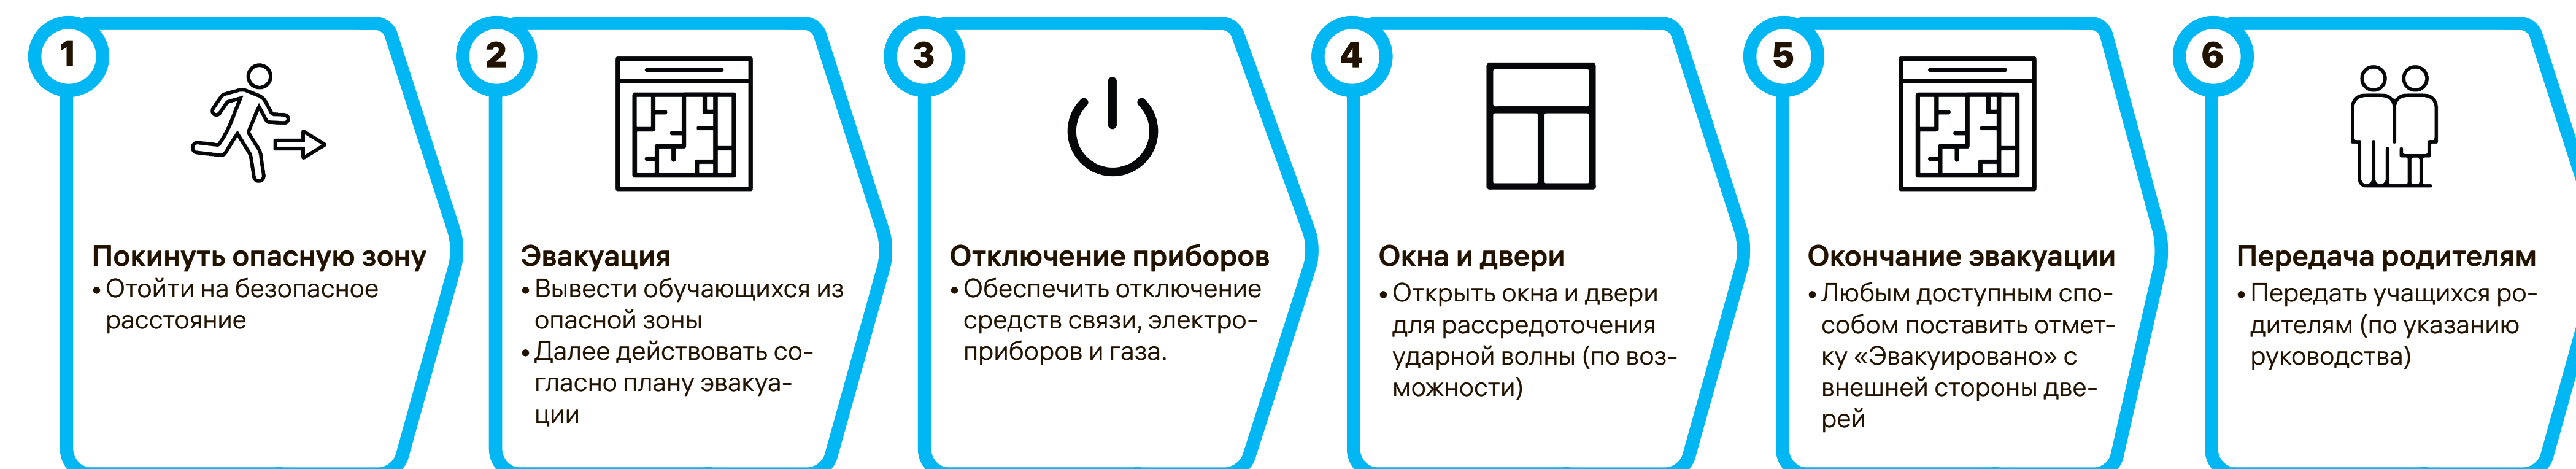 1
Покинуть опасную зону
• Отойти на безопасное
расстояние
2
Эвакуация
• Вывести обучающихся из
опасной зоны
• Далее действовать со-
гласно плану эвакуа-
ции
3
Отключение приборов
• Обеспечить отключение
средств связи, электро-
приборов и газа.
4
Окна и двери
• Открыть окна и двери
для рассредоточения
ударной волны (по воз-
можности)
5
Окончание эвакуации
• Любым доступным спо-
собом поставить отмет-
ку «Эвакуировано» с
внешней стороны две-
рей
6
Передача родителям
• Передать учащихся ро-
дителям (по указанию
руководства)